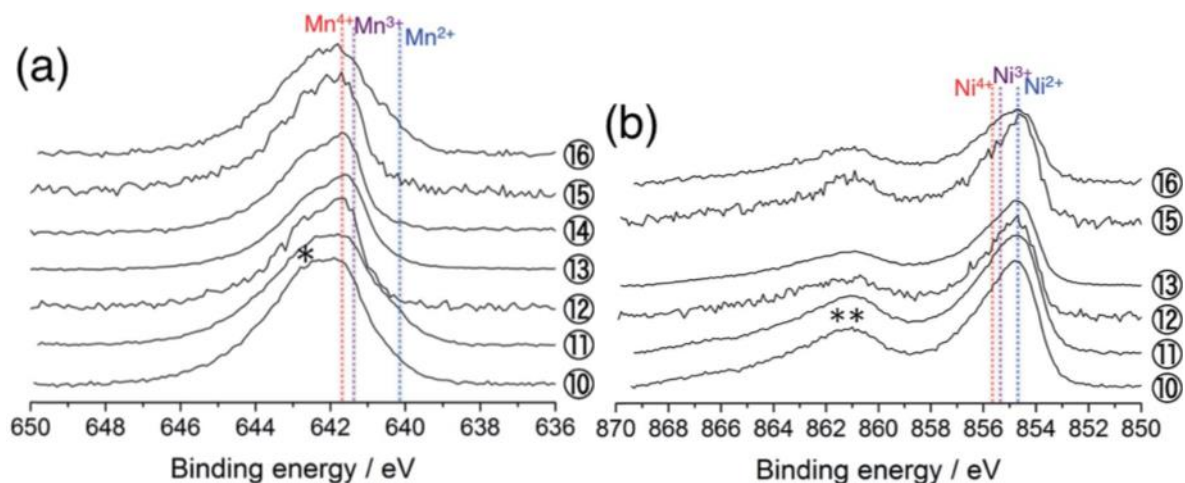 (a)
Mn⁴⁺ Mn³⁺ Mn²⁺
⑯
⑮
⑭
⑬
⑫
⑪
⑩
*
650 648 646 644 642 640 638 636
Binding energy / eV
(b)
Ni⁴⁺ Ni³⁺ Ni²⁺
⑯
⑮
⑬
⑫
⑪
⑩
**
870 868 866 864 862 860 858 856 854 852 850
Binding energy / eV